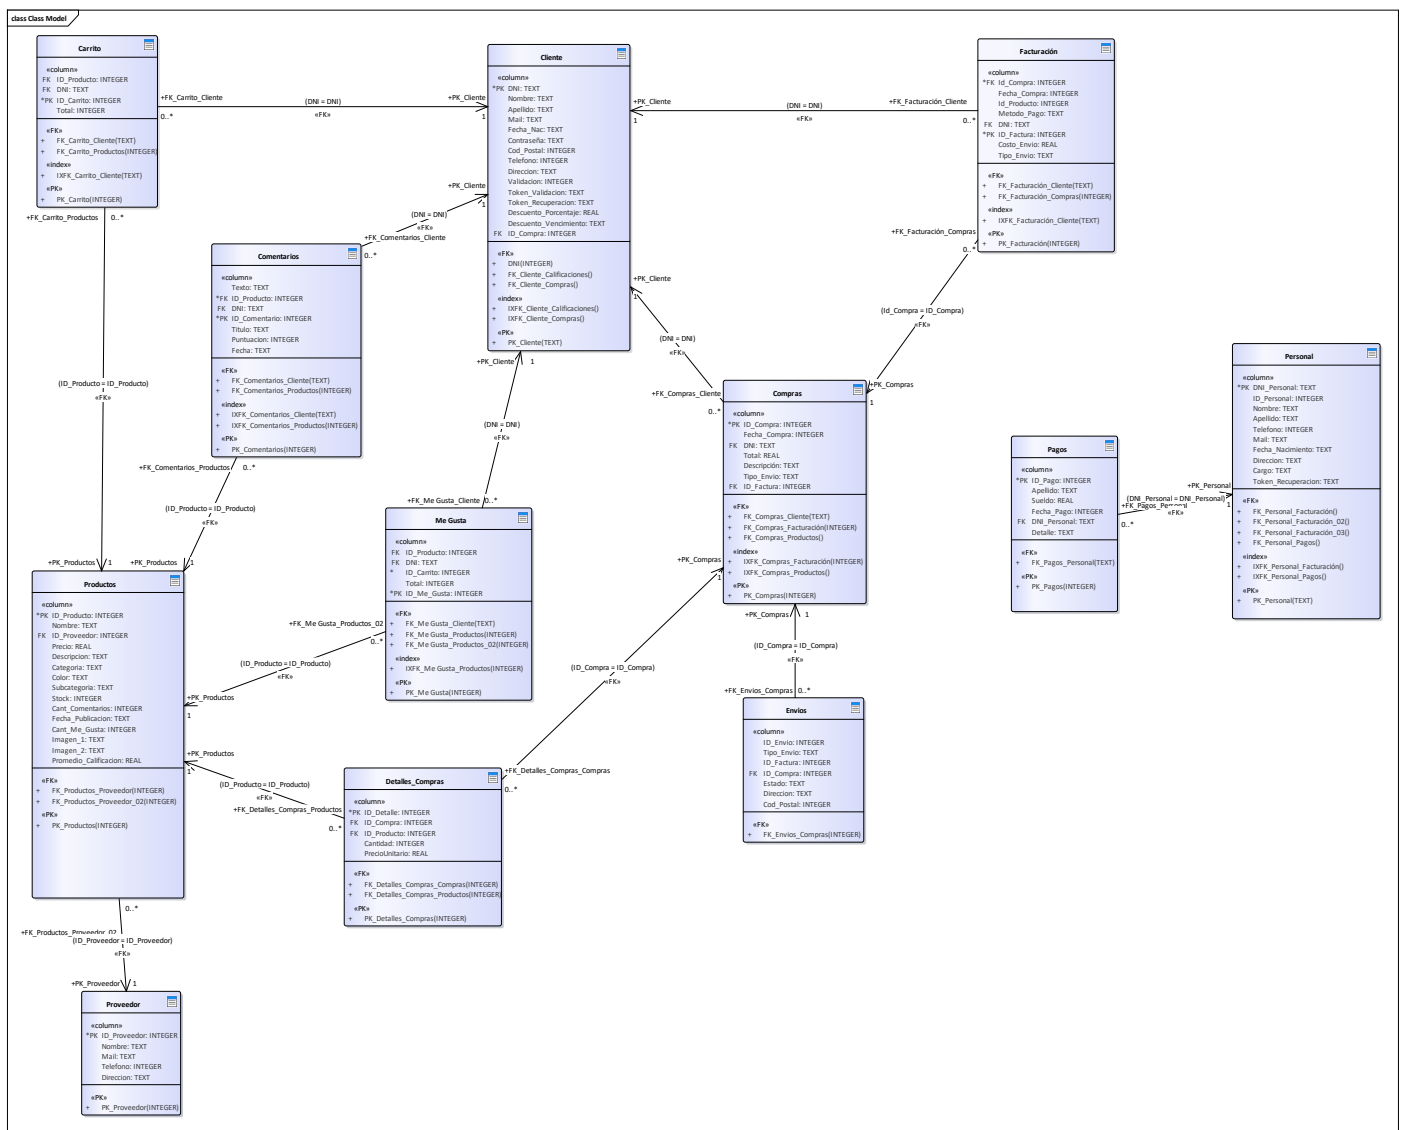 class Class Model
Carrito
«column»
FK ID_Producto: INTEGER
FK DNI: TEXT
*PK ID_Carrito: INTEGER
Total: INTEGER
«FK»
+ FK_Carrito_Cliente(TEXT)
+ FK_Carrito_Productos(INTEGER)
«index»
+ IXFK_Carrito_Cliente(TEXT)
«PK»
+ PK_Carrito(INTEGER)
+FK_Carrito_Cliente
0..*
(DNI = DNI)
«FK»
+PK_Cliente
1
Cliente
«column»
*PK DNI: TEXT
Nombre: TEXT
Apellido: TEXT
Mail: TEXT
Fecha_Nac: TEXT
Contraseña: TEXT
Cod_Postal: INTEGER
Telefono: INTEGER
Direccion: TEXT
Validacion: INTEGER
Token_Validacion: TEXT
Token_Recuperacion: TEXT
Descuento_Porcentaje: REAL
Descuento_Vencimiento: TEXT
FK ID_Compra: INTEGER
«FK»
+ DNI(INTEGER)
+ FK_Cliente_Calificaciones()
+ FK_Cliente_Compras()
«index»
+ IXFK_Cliente_Calificaciones()
+ IXFK_Cliente_Compras()
«PK»
+ PK_Cliente(TEXT)
+PK_Cliente
1
(DNI = DNI)
«FK»
+FK_Facturación_Cliente
0..*
Facturación
«column»
*FK Id_Compra: INTEGER
Fecha_Compra: INTEGER
Id_Producto: INTEGER
Metodo_Pago: TEXT
FK DNI: TEXT
*PK ID_Factura: INTEGER
Costo_Envio: REAL
Tipo_Envio: TEXT
«FK»
+ FK_Facturación_Cliente(TEXT)
+ FK_Facturación_Compras(INTEGER)
«index»
+ IXFK_Facturación_Cliente(TEXT)
«PK»
+ PK_Facturación(INTEGER)
+FK_Facturación_Compras
0..*
(Id_Compra = ID_Compra)
«FK»
+PK_Compras
1
+FK_Carrito_Productos
0..*
(ID_Producto = ID_Producto)
«FK»
+PK_Productos
1
+PK_Cliente
1
(DNI = DNI)
«FK»
+FK_Comentarios_Cliente
0..*
Comentarios
«column»
Texto: TEXT
*FK ID_Producto: INTEGER
FK DNI: TEXT
*PK ID_Comentario: INTEGER
Titulo: TEXT
Puntuacion: INTEGER
Fecha: TEXT
«FK»
+ FK_Comentarios_Cliente(TEXT)
+ FK_Comentarios_Productos(INTEGER)
«index»
+ IXFK_Comentarios_Cliente(TEXT)
+ IXFK_Comentarios_Productos(INTEGER)
«PK»
+ PK_Comentarios(INTEGER)
+FK_Comentarios_Productos
0..*
(ID_Producto = ID_Producto)
«FK»
+PK_Productos
1
+PK_Cliente
1
(DNI = DNI)
«FK»
+FK_Compras_Cliente
0..*
Compras
«column»
*PK ID_Compra: INTEGER
Fecha_Compra: INTEGER
FK DNI: TEXT
Total: REAL
Descripción: TEXT
Tipo_Envio: TEXT
FK ID_Factura: INTEGER
«FK»
+ FK_Compras_Cliente(TEXT)
+ FK_Compras_Facturación(INTEGER)
+ FK_Compras_Productos()
«index»
+ IXFK_Compras_Facturación(INTEGER)
+ IXFK_Compras_Productos()
«PK»
+ PK_Compras(INTEGER)
Pagos
«column»
*PK ID_Pago: INTEGER
Apellido: TEXT
Sueldo: REAL
Fecha_Pago: INTEGER
FK DNI_Personal: TEXT
Detalle: TEXT
«FK»
+ FK_Pagos_Personal(TEXT)
«PK»
+ PK_Pagos(INTEGER)
+PK_Personal
(DNI_Personal = DNI_Personal)
+FK_Pagos_Personal
«FK»
1
0..*
Personal
«column»
*PK DNI_Personal: TEXT
ID_Personal: INTEGER
Nombre: TEXT
Apellido: TEXT
Telefono: INTEGER
Mail: TEXT
Fecha_Nacimiento: TEXT
Direccion: TEXT
Cargo: TEXT
Token_Recuperacion: TEXT
«FK»
+ FK_Personal_Facturación()
+ FK_Personal_Facturación_02()
+ FK_Personal_Facturación_03()
+ FK_Personal_Pagos()
«index»
+ IXFK_Personal_Facturación()
+ IXFK_Personal_Pagos()
«PK»
+ PK_Personal(TEXT)
+PK_Cliente
1
(DNI = DNI)
«FK»
+FK_Me Gusta_Cliente
0..*
Me Gusta
«column»
FK ID_Producto: INTEGER
FK DNI: TEXT
* ID_Carrito: INTEGER
Total: INTEGER
*PK ID_Me_Gusta: INTEGER
«FK»
+ FK_Me Gusta_Cliente(TEXT)
+ FK_Me Gusta_Productos(INTEGER)
+ FK_Me Gusta_Productos_02(INTEGER)
«index»
+ IXFK_Me Gusta_Productos(INTEGER)
«PK»
+ PK_Me Gusta(INTEGER)
+FK_Me Gusta_Productos_02
0..*
(ID_Producto = ID_Producto)
«FK»
+PK_Productos
1
Productos
«column»
*PK ID_Producto: INTEGER
Nombre: TEXT
FK ID_Proveedor: INTEGER
Precio: REAL
Descripcion: TEXT
Categoria: TEXT
Color: TEXT
Subcategoria: TEXT
Stock: INTEGER
Cant_Comentarios: INTEGER
Fecha_Publicacion: TEXT
Cant_Me_Gusta: INTEGER
Imagen_1: TEXT
Imagen_2: TEXT
Promedio_Calificacion: REAL
«FK»
+ FK_Productos_Proveedor(INTEGER)
+ FK_Productos_Proveedor_02(INTEGER)
«PK»
+ PK_Productos(INTEGER)
+PK_Productos
1
(ID_Producto = ID_Producto)
«FK»
+FK_Detalles_Compras_Productos
0..*
Detalles_Compras
«column»
*PK ID_Detalle: INTEGER
FK ID_Compra: INTEGER
FK ID_Producto: INTEGER
Cantidad: INTEGER
PrecioUnitario: REAL
«FK»
+ FK_Detalles_Compras_Compras(INTEGER)
+ FK_Detalles_Compras_Productos(INTEGER)
«PK»
+ PK_Detalles_Compras(INTEGER)
+PK_Compras
1
(ID_Compra = ID_Compra)
«FK»
+FK_Detalles_Compras_Compras
0..*
+PK_Compras
1
(ID_Compra = ID_Compra)
«FK»
+FK_Envios_Compras
0..*
Envios
«column»
ID_Envio: INTEGER
Tipo_Envio: TEXT
ID_Factura: INTEGER
FK ID_Compra: INTEGER
Estado: TEXT
Direccion: TEXT
Cod_Postal: INTEGER
«FK»
+ FK_Envios_Compras(INTEGER)
0..*
+FK_Productos_Proveedor_02
(ID_Proveedor = ID_Proveedor)
«FK»
+PK_Proveedor
1
Proveedor
«column»
*PK ID_Proveedor: INTEGER
Nombre: TEXT
Mail: TEXT
Telefono: INTEGER
Direccion: TEXT
«PK»
+ PK_Proveedor(INTEGER)